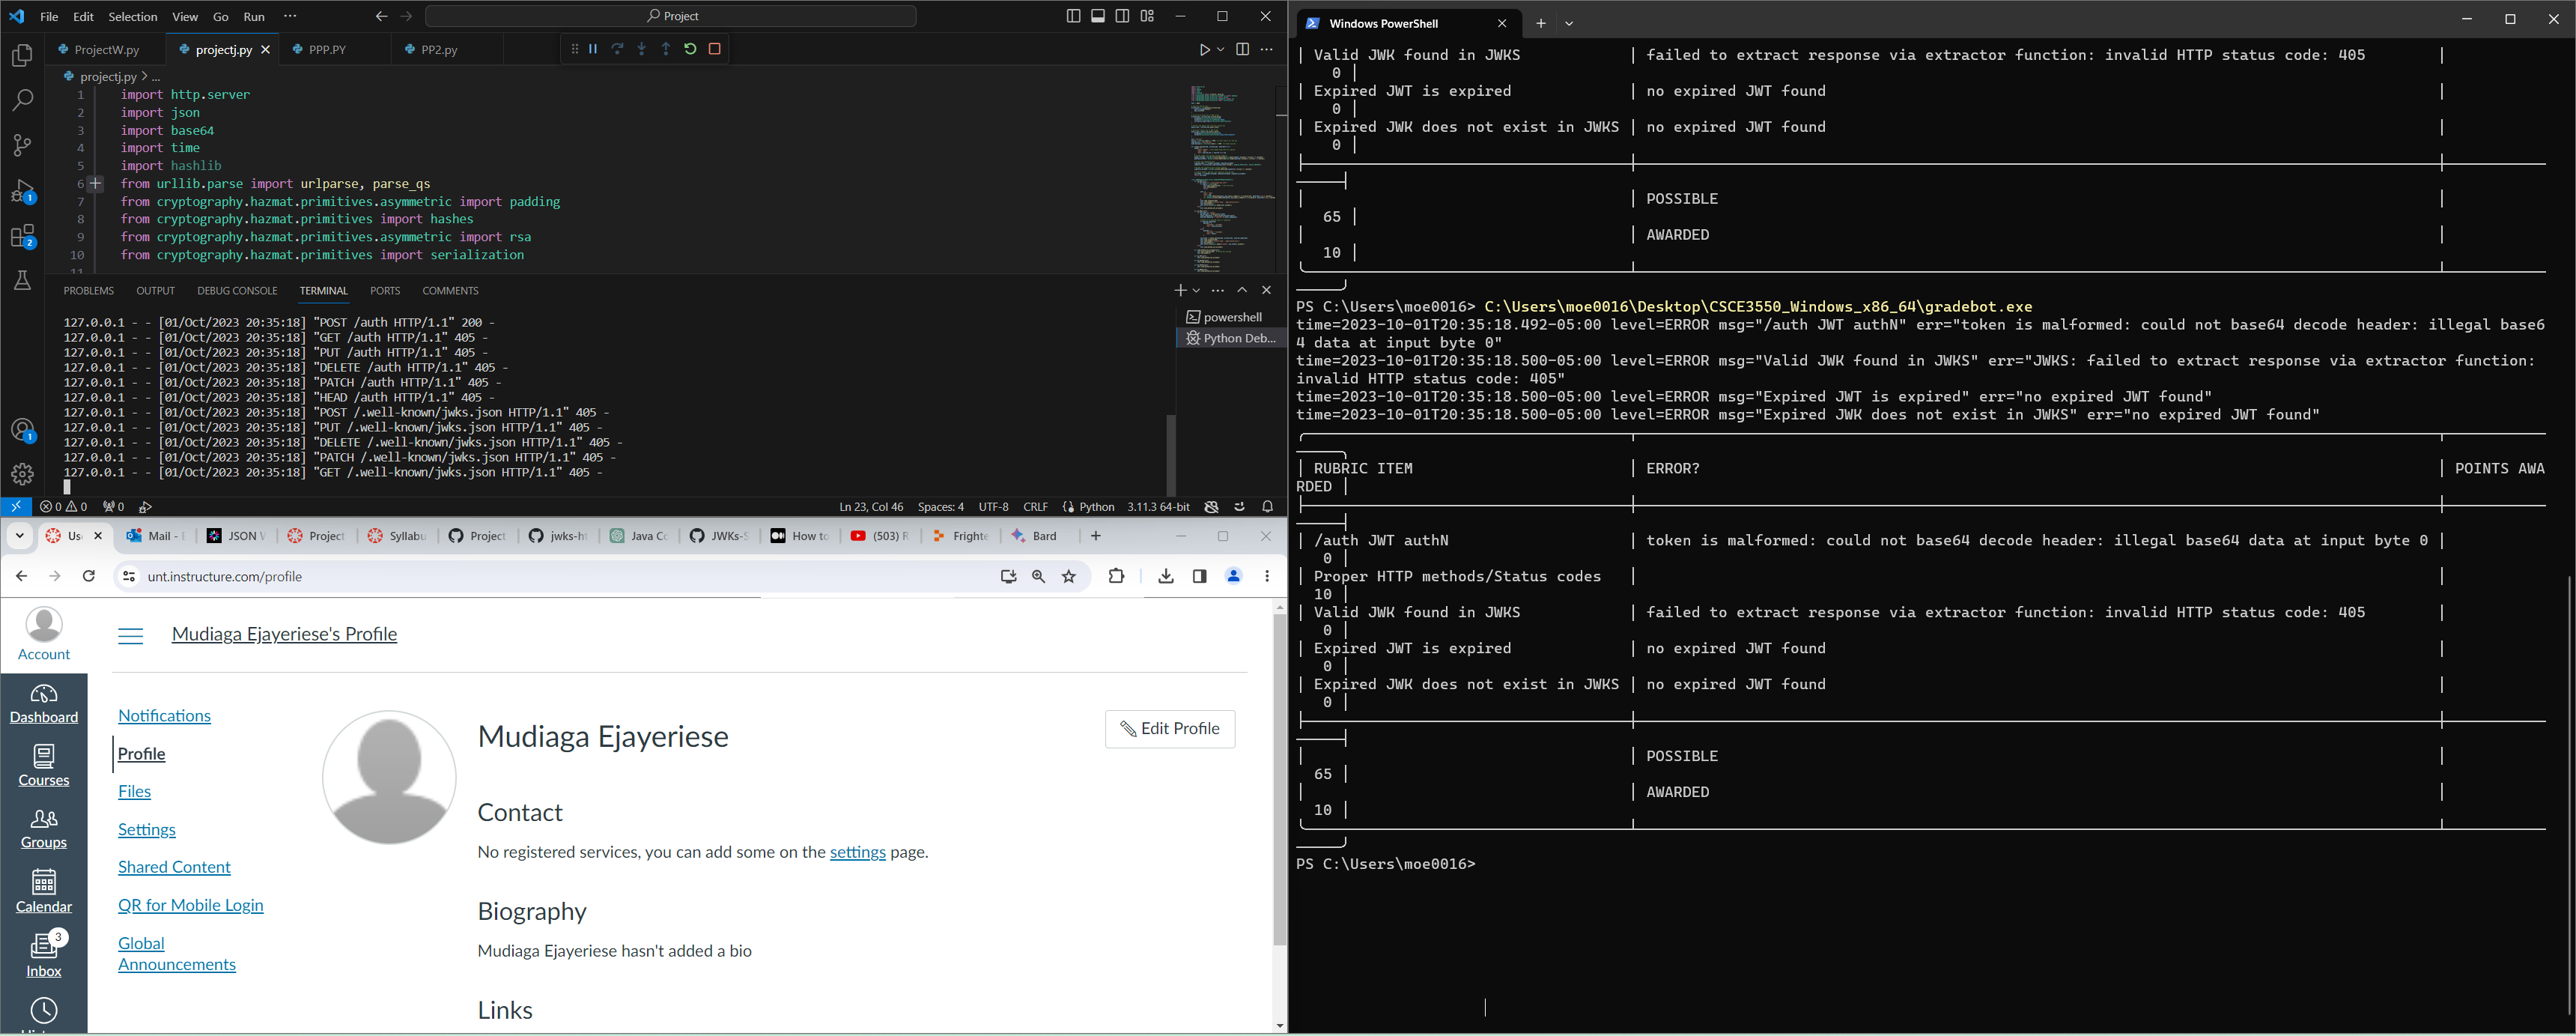 File Edit Selection View Go Run ··· Project
ProjectW.py projectj.py PPP.PY PP2.py
projectj.py > ...
1 import http.server
2 import json
3 import base64
4 import time
5 import hashlib
6 from urllib.parse import urlparse, parse_qs
7 from cryptography.hazmat.primitives.asymmetric import padding
8 from cryptography.hazmat.primitives import hashes
9 from cryptography.hazmat.primitives.asymmetric import rsa
10 from cryptography.hazmat.primitives import serialization
11
PROBLEMS OUTPUT DEBUG CONSOLE TERMINAL PORTS COMMENTS
powershell
Python Deb...
127.0.0.1 - - [01/Oct/2023 20:35:18] "POST /auth HTTP/1.1" 200 -
127.0.0.1 - - [01/Oct/2023 20:35:18] "GET /auth HTTP/1.1" 405 -
127.0.0.1 - - [01/Oct/2023 20:35:18] "PUT /auth HTTP/1.1" 405 -
127.0.0.1 - - [01/Oct/2023 20:35:18] "DELETE /auth HTTP/1.1" 405 -
127.0.0.1 - - [01/Oct/2023 20:35:18] "PATCH /auth HTTP/1.1" 405 -
127.0.0.1 - - [01/Oct/2023 20:35:18] "HEAD /auth HTTP/1.1" 405 -
127.0.0.1 - - [01/Oct/2023 20:35:18] "POST /.well-known/jwks.json HTTP/1.1" 405 -
127.0.0.1 - - [01/Oct/2023 20:35:18] "PUT /.well-known/jwks.json HTTP/1.1" 405 -
127.0.0.1 - - [01/Oct/2023 20:35:18] "DELETE /.well-known/jwks.json HTTP/1.1" 405 -
127.0.0.1 - - [01/Oct/2023 20:35:18] "PATCH /.well-known/jwks.json HTTP/1.1" 405 -
127.0.0.1 - - [01/Oct/2023 20:35:18] "GET /.well-known/jwks.json HTTP/1.1" 405 -
0 0 0 Ln 23, Col 46 Spaces: 4 UTF-8 CRLF Python 3.11.3 64-bit
Us Mail - JSON Project Syllabu Project jwks-h JWKs-S How to (503) R Frighte Bard
unt.instructure.com/profile
Account
Mudiaga Ejayeriese's Profile
Dashboard
Courses
Groups
Calendar
3
Inbox
Notifications
Profile
Files
Settings
Shared Content
QR for Mobile Login
Global
Announcements
Mudiaga Ejayeriese
Edit Profile
Contact
No registered services, you can add some on the settings page.
Biography
Mudiaga Ejayeriese hasn't added a bio
Links
Windows PowerShell
| Valid JWK found in JWKS | failed to extract response via extractor function: invalid HTTP status code: 405 |
0 |
| Expired JWT is expired | no expired JWT found |
0 |
| Expired JWK does not exist in JWKS | no expired JWT found |
0 |
| | POSSIBLE |
65 |
| | AWARDED |
10 |
PS C:\Users\moe0016> C:\Users\moe0016\Desktop\CSCE3550_Windows_x86_64\gradebot.exe
time=2023-10-01T20:35:18.492-05:00 level=ERROR msg="/auth JWT authN" err="token is malformed: could not base64 decode header: illegal base6
4 data at input byte 0"
time=2023-10-01T20:35:18.500-05:00 level=ERROR msg="Valid JWK found in JWKS" err="JWKS: failed to extract response via extractor function:
invalid HTTP status code: 405"
time=2023-10-01T20:35:18.500-05:00 level=ERROR msg="Expired JWT is expired" err="no expired JWT found"
time=2023-10-01T20:35:18.500-05:00 level=ERROR msg="Expired JWK does not exist in JWKS" err="no expired JWT found"
| RUBRIC ITEM | ERROR? | POINTS AWA
RDED |
| /auth JWT authN | token is malformed: could not base64 decode header: illegal base64 data at input byte 0 |
0 |
| Proper HTTP methods/Status codes | |
10 |
| Valid JWK found in JWKS | failed to extract response via extractor function: invalid HTTP status code: 405 |
0 |
| Expired JWT is expired | no expired JWT found |
0 |
| Expired JWK does not exist in JWKS | no expired JWT found |
0 |
| | POSSIBLE |
65 |
| | AWARDED |
10 |
PS C:\Users\moe0016>